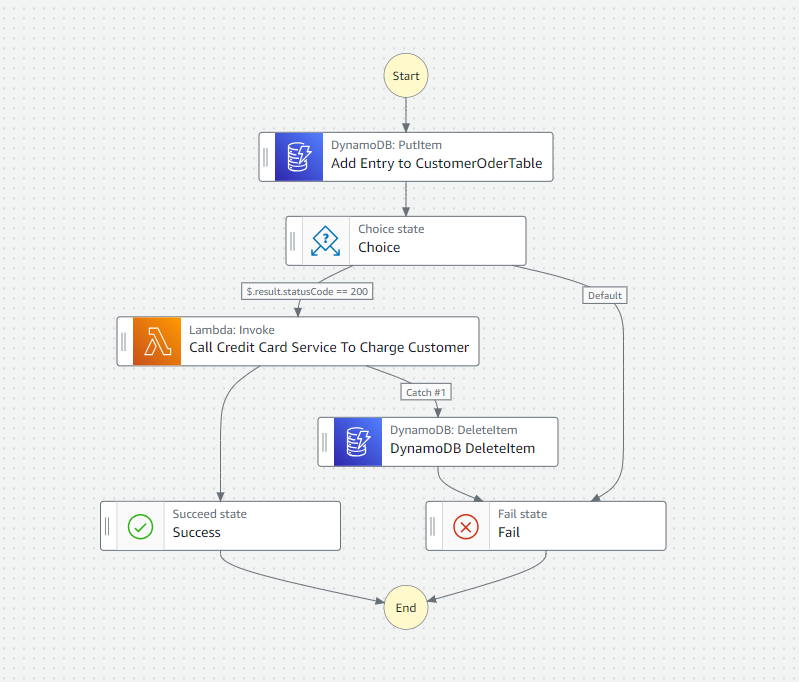 Start
DynamoDB: PutItem
Add Entry to CustomerOderTable
Choice state
Choice
$.result.statusCode == 200
Default
Lambda: Invoke
Call Credit Card Service To Charge Customer
Catch #1
DynamoDB: DeleteItem
DynamoDB DeleteItem
Succeed state
Success
Fail state
Fail
End